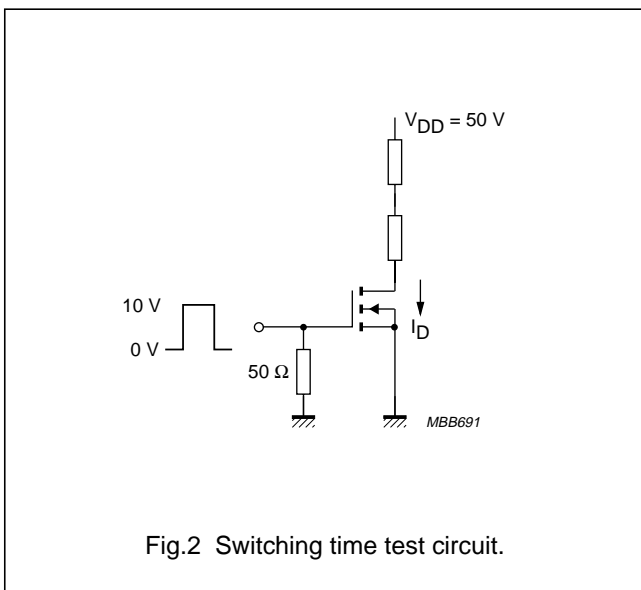 V_DD = 50 V
10 V
0 V
I_D
50 Ω
MBB691
Fig.2 Switching time test circuit.